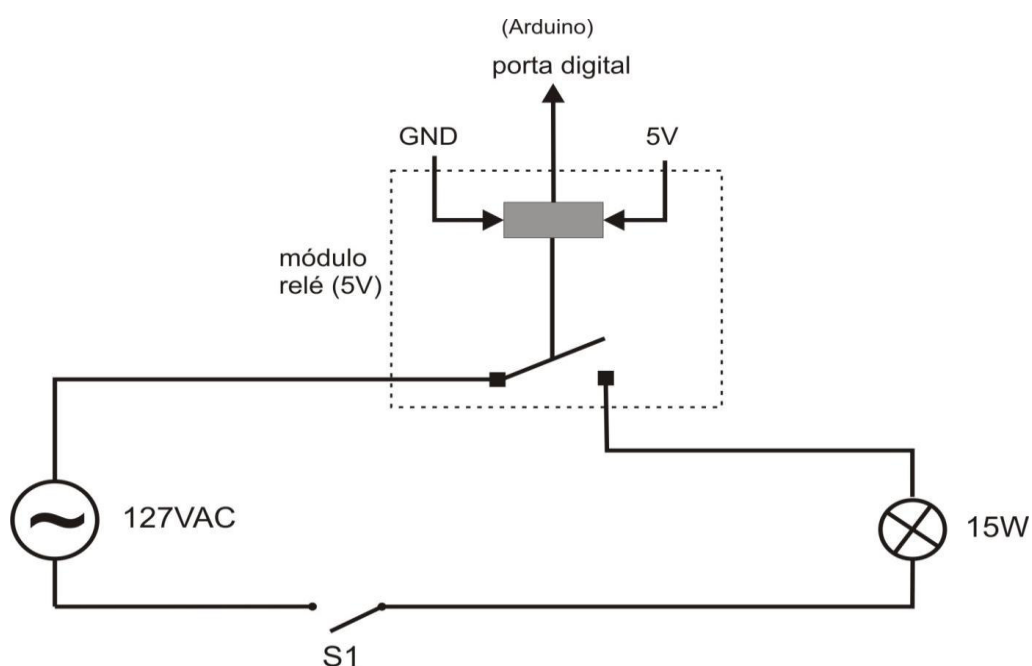 (Arduino)
porta digital
GND
5V
módulo
relé (5V)
127VAC
15W
S1